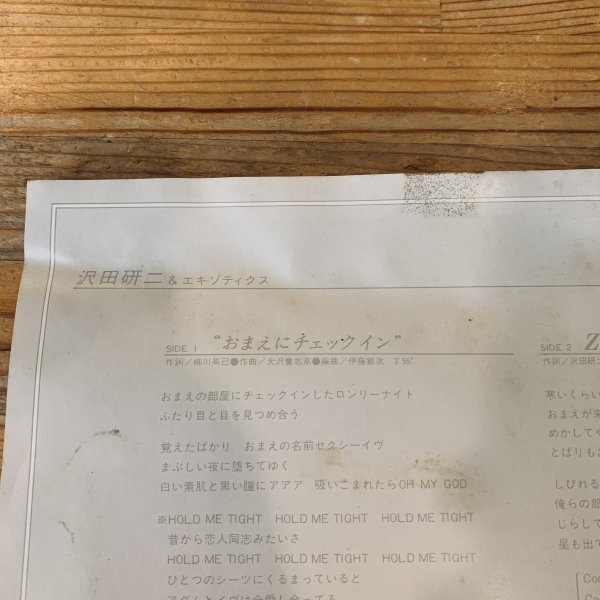 沢田研二 & エキゾティクス
SIDE 1 “おまえにチェックイン”
作詞／柳川英巳●作曲／大沢誉志幸●編曲／伊藤銀次 3′55″
おまえの部屋にチェックインしたロンリーナイト
ふたり目と目を見つめ合う
覚えたばかり おまえの名前セクシーイヴ
まぶしい夜に堕ちてゆく
白い素肌と黒い瞳にアアア 吸いこまれたらOH MY GOD
※HOLD ME TIGHT HOLD ME TIGHT HOLD ME TIGHT
昔から恋人同志みたいさ
HOLD ME TIGHT HOLD ME TIGHT HOLD ME TIGHT
ひとつのシーツにくるまっていると
SIDE 2 Z
作詞／沢田研二
寒いくらい
おまえが来
めかしてや
とばりも
しびれる
俺らの部
じらして
星も出て